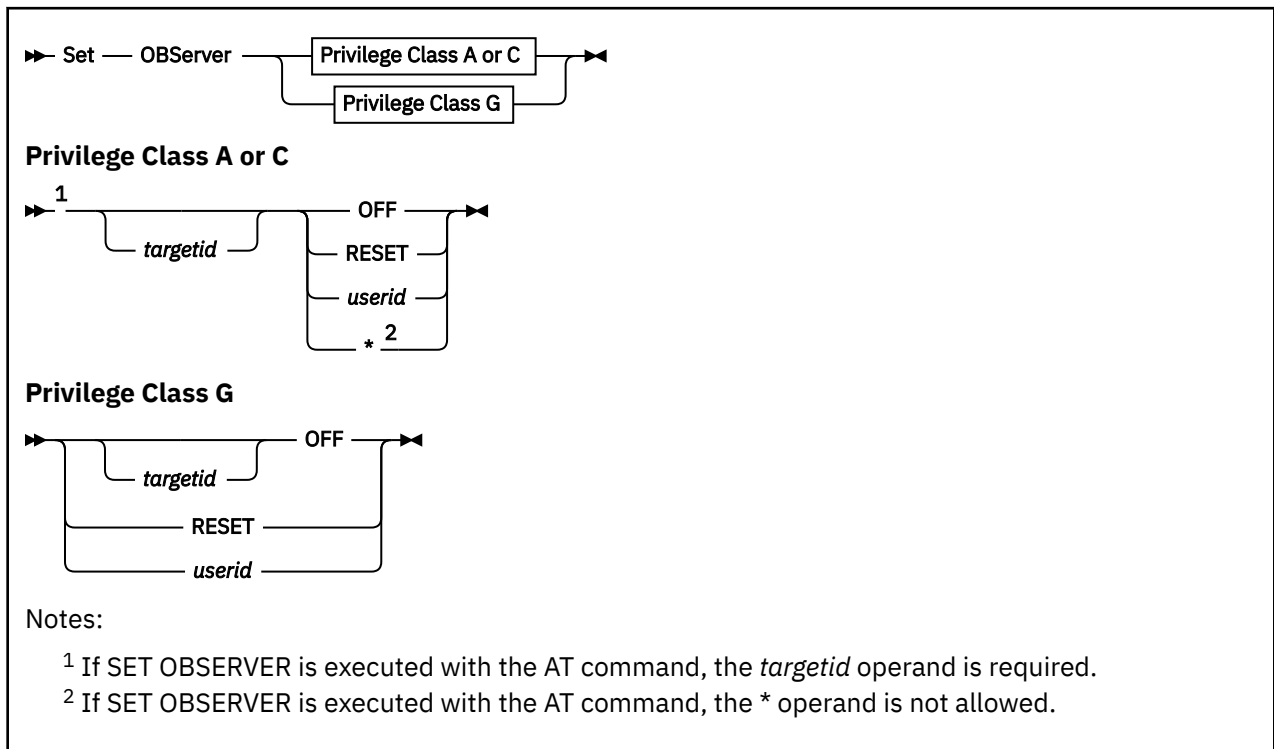 Set OBServer Privilege Class A or C
Privilege Class G
Privilege Class A or C
1
OFF
targetid
RESET
userid
* 2
Privilege Class G
OFF
targetid
RESET
userid
Notes:
1 If SET OBSERVER is executed with the AT command, the targetid operand is required.
2 If SET OBSERVER is executed with the AT command, the * operand is not allowed.